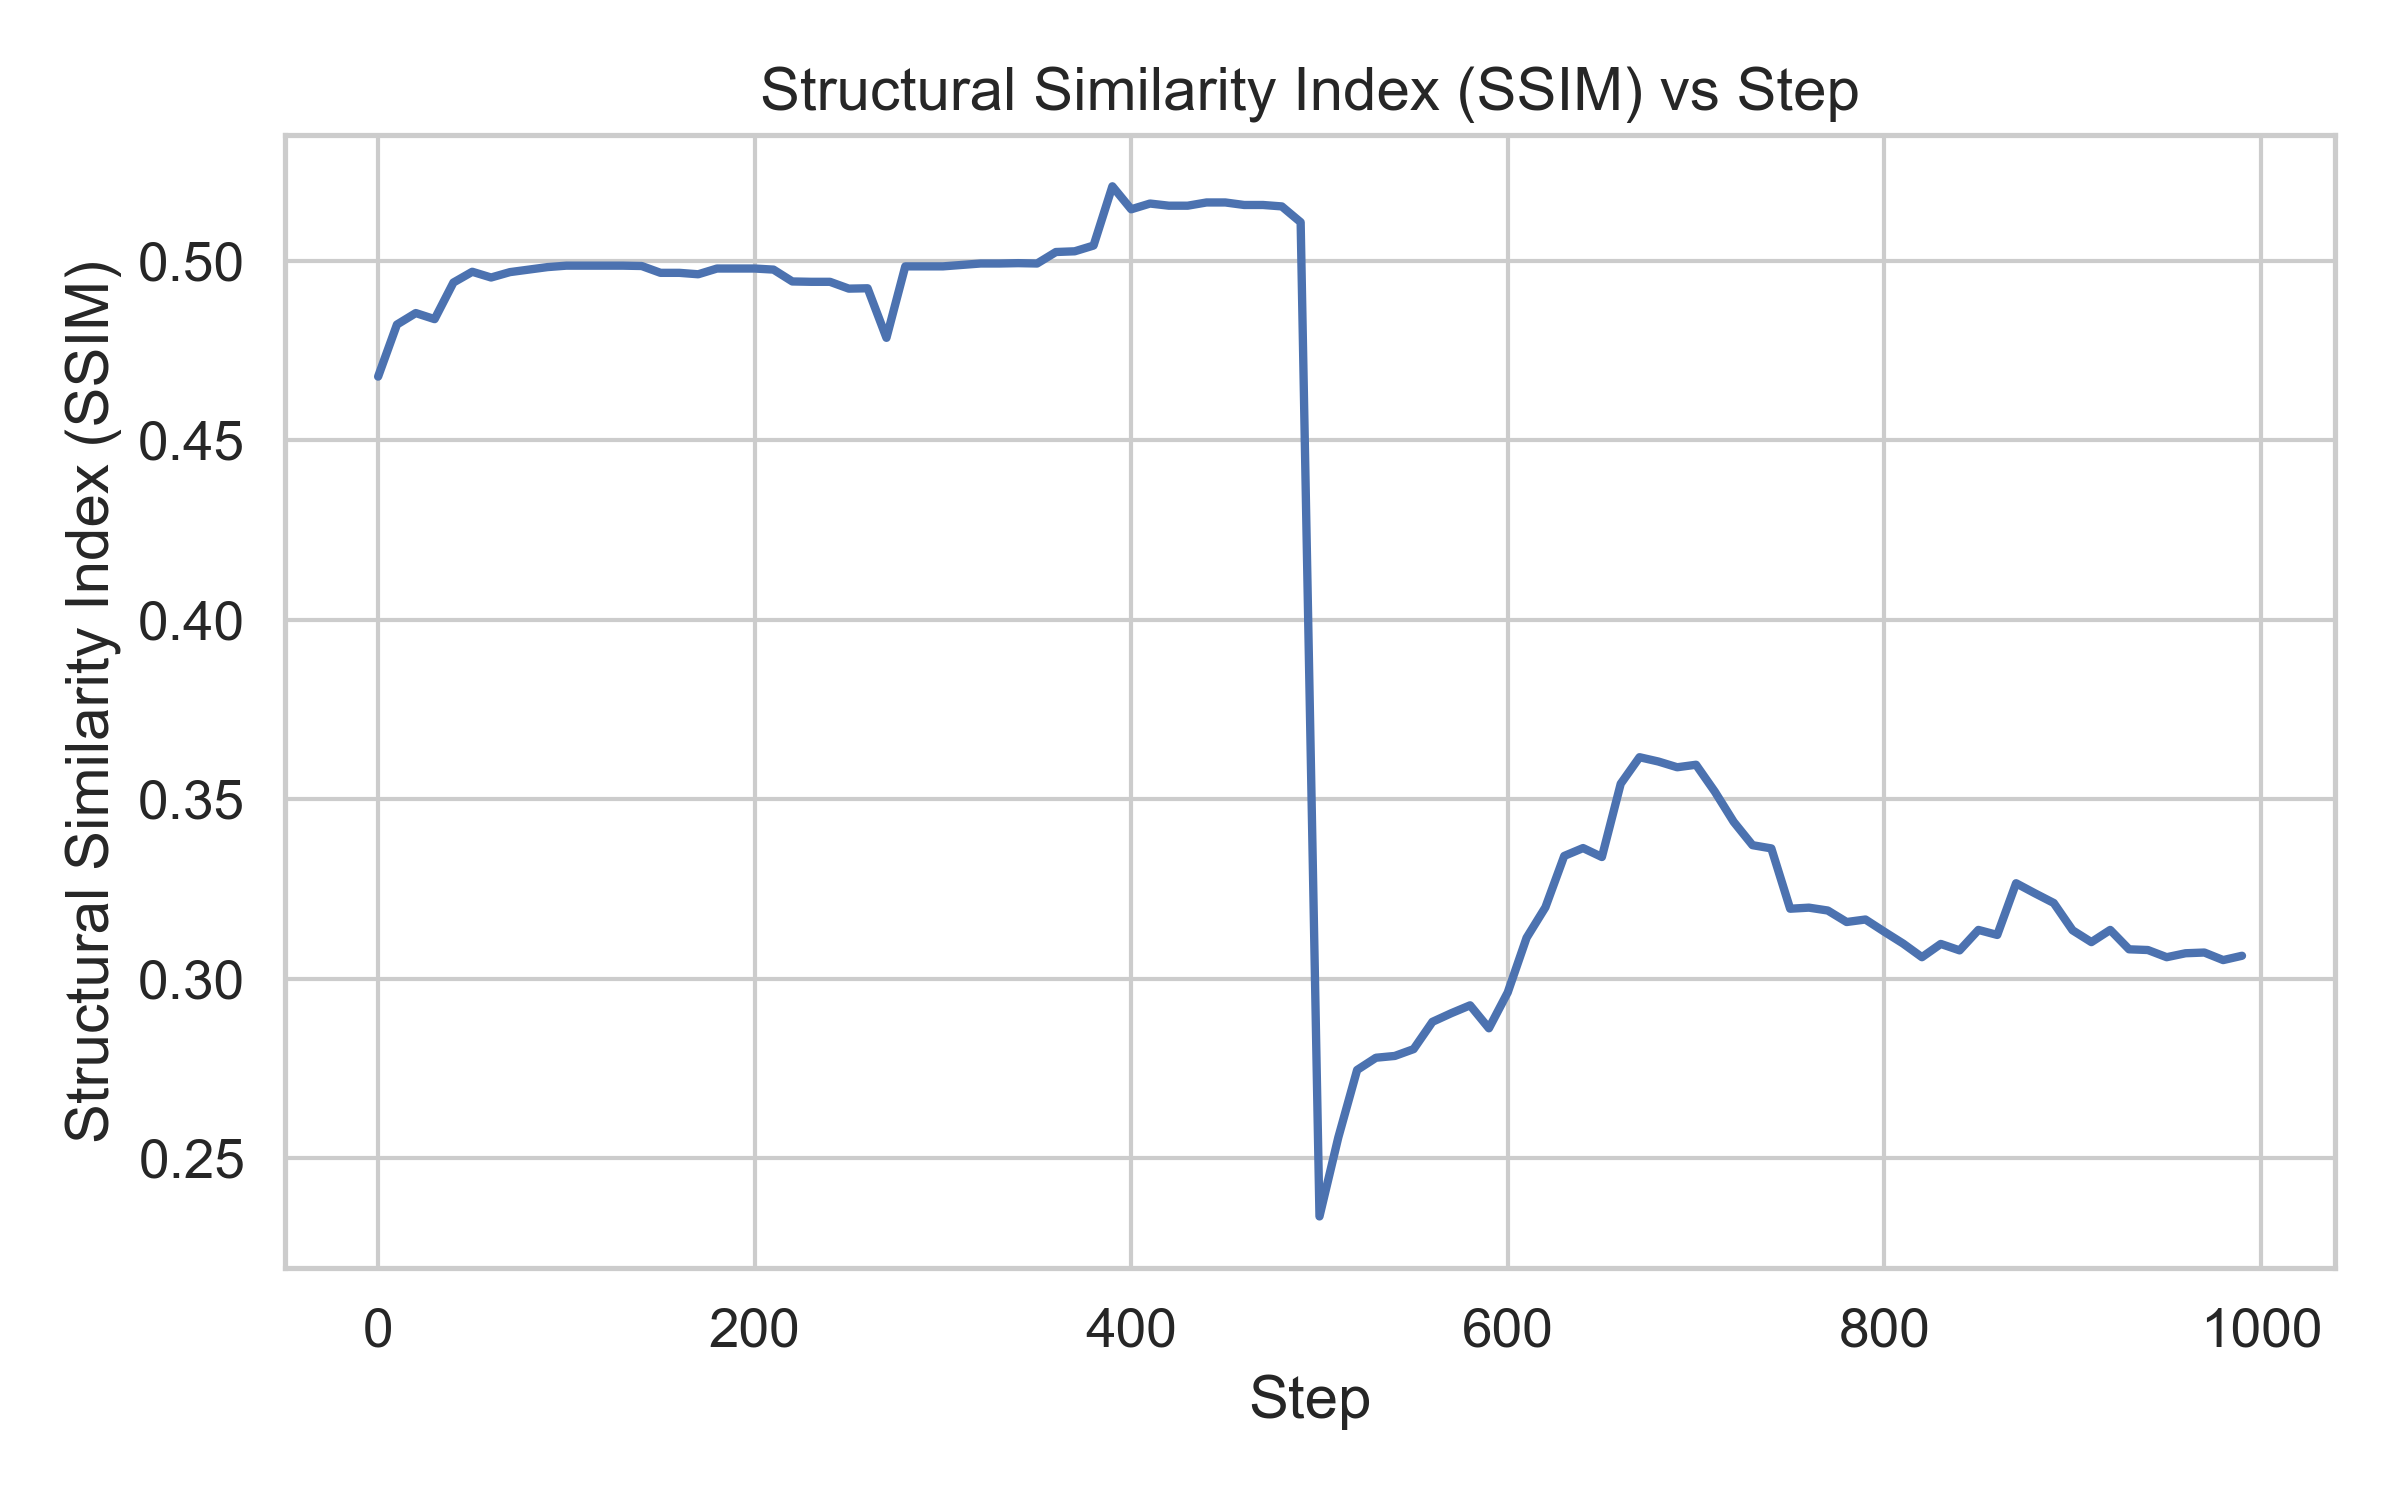 Structural Similarity Index (SSIM) vs Step
Structural Similarity Index (SSIM)
0.50
0.45
0.40
0.35
0.30
0.25
0 200 400 600 800 1000
Step